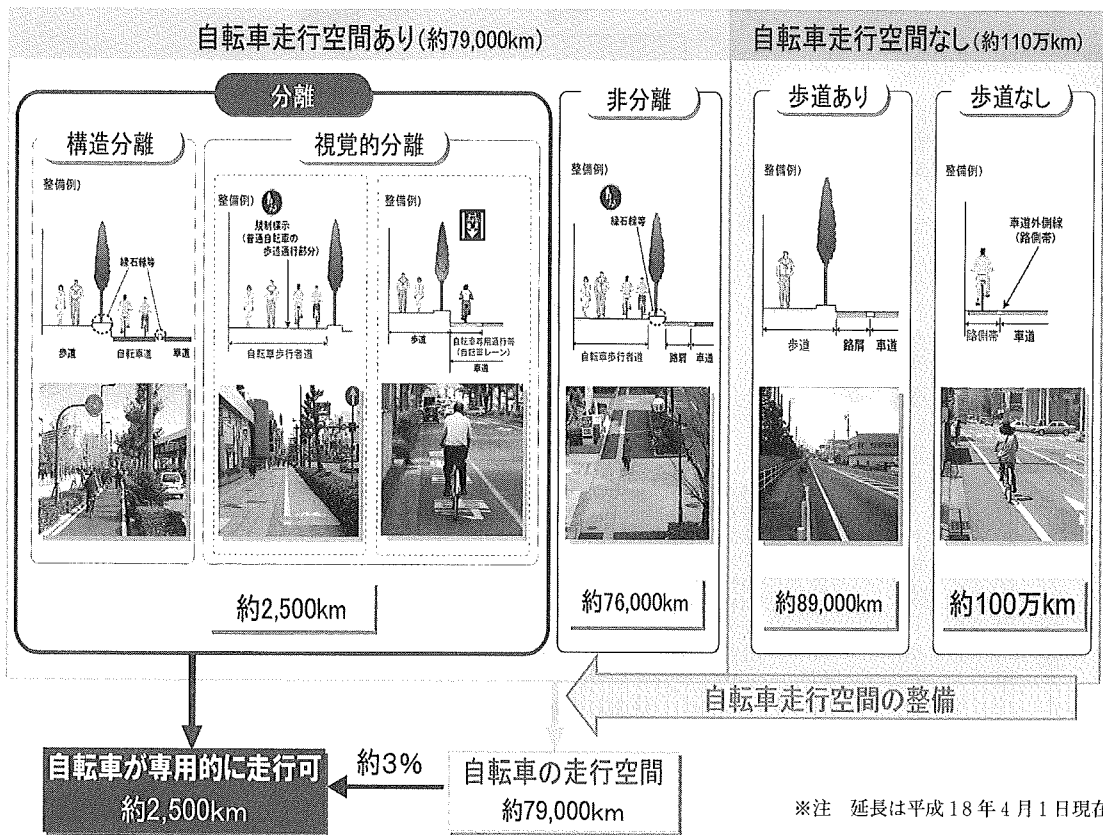 自転車走行空間あり(約79,000km)
自転車走行空間なし(約110万km)
分離
構造分離
整備例)
縁石線等
歩道
自転車道
車道
視覚的分離
整備例)
規制標示
(普通自転車の
歩道通行部分)
自転車歩行者道
整備例)
歩道
自転車専用通行帯
(自転車レーン)
車道
約2,500km
非分離
整備例)
縁石線等
自転車歩行者道
路肩
車道
約76,000km
歩道あり
整備例)
歩道
路肩
車道
約89,000km
歩道なし
整備例)
車道外側線
(路側帯)
路側帯
車道
約100万km
自転車走行空間の整備
自転車が専用的に走行可
約2,500km
約3%
自転車の走行空間
約79,000km
※注 延長は平成18年4月1日現在